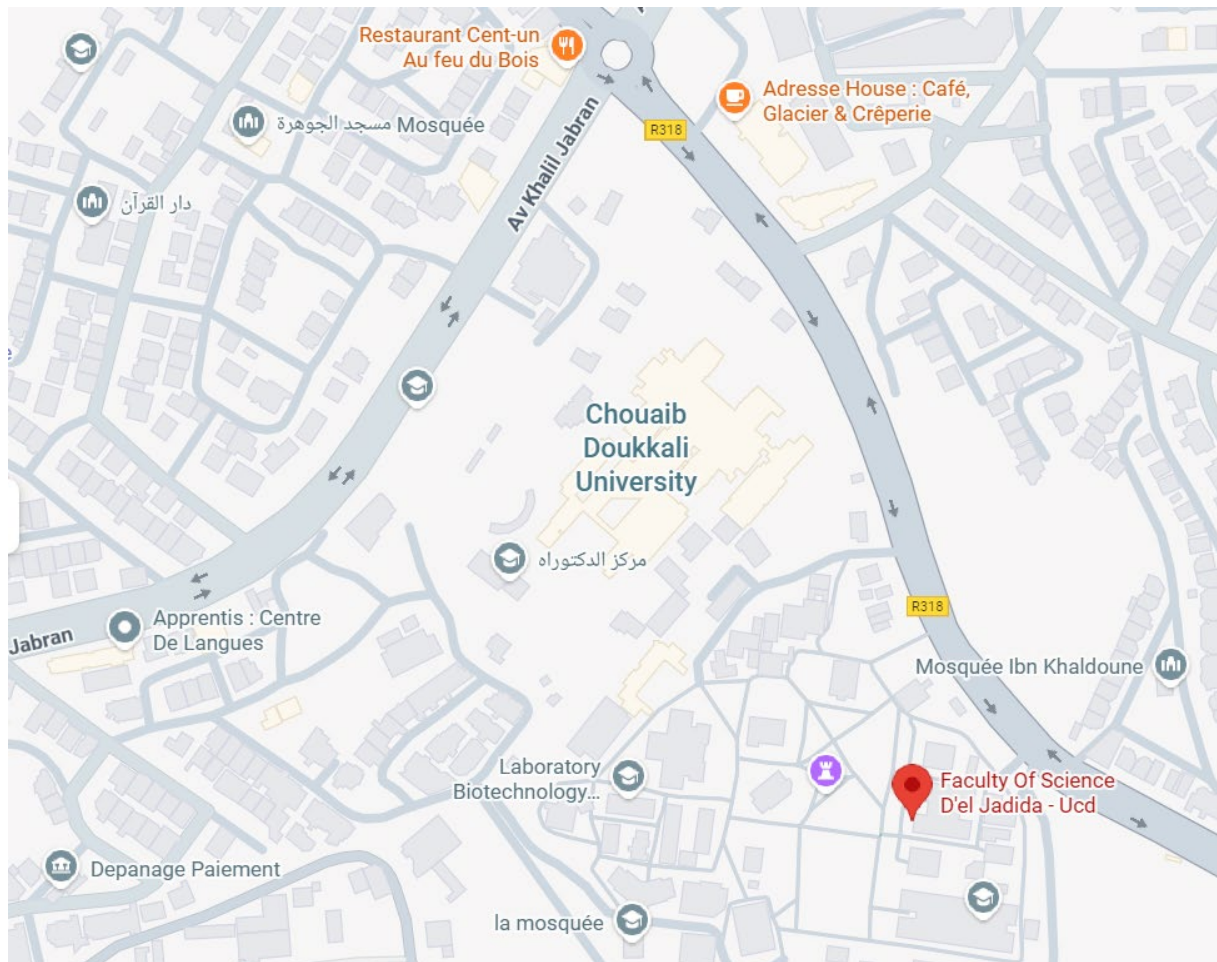 Restaurant Cent-un
Au feu du Bois
Adresse House : Café,
Glacier & Crêperie
مسجد الجوهرة Mosquée
R318
Av Khalil Jabran
دار القرآن
Chouaib
Doukkali
University
مركز الدكتوراه
R318
Apprentis : Centre
De Langues
Jabran
Mosquée Ibn Khaldoune
Laboratory
Biotechnology...
Faculty Of Science
D'el Jadida - Ucd
Depanage Paiement
la mosquée